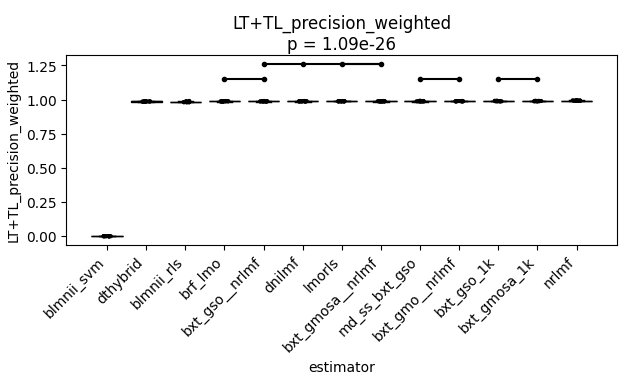 LT+TL_precision_weighted
p = 1.09e-26
LT+TL_precision_weighted
1.25
1.00
0.75
0.50
0.25
0.00
blmnii_svm
dthybrid
blmnii_rls
brf_lmo
bxt_gso__nrlmf
dnilmf
lmorls
bxt_gmosa__nrlmf
md_ss_bxt_gso
bxt_gmo__nrlmf
bxt_gso_1k
bxt_gmosa_1k
nrlmf
estimator